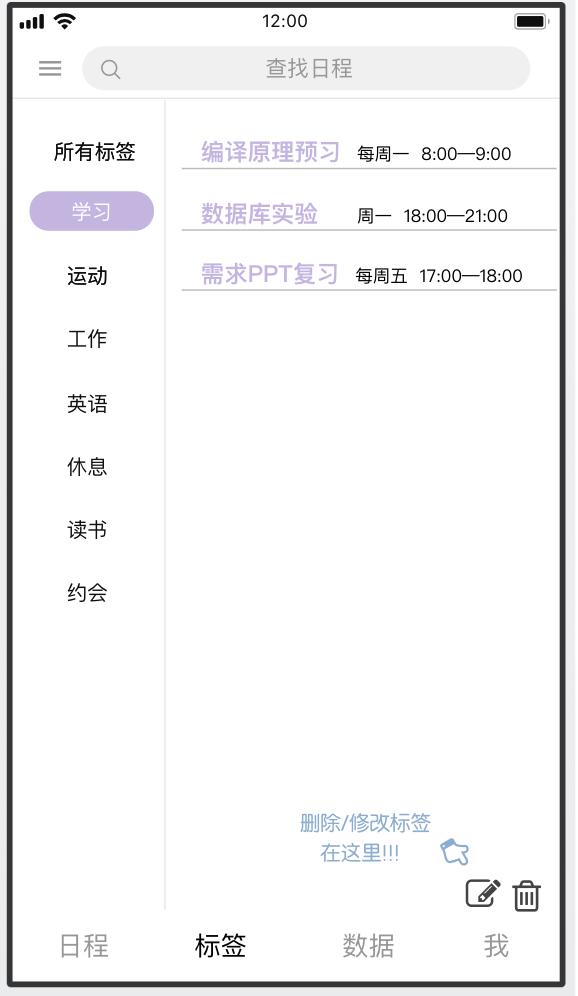 12:00
查找日程
所有标签
学习
运动
工作
英语
休息
读书
约会
编译原理预习 每周一 8:00—9:00
数据库实验 周一 18:00—21:00
需求PPT复习 每周五 17:00—18:00
删除/修改标签
在这里!!!
日程 标签 数据 我